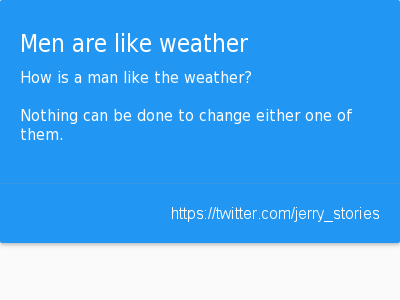 Men are like weather
How is a man like the weather?
Nothing can be done to change either one of
them.
https://twitter.com/jerry_stories